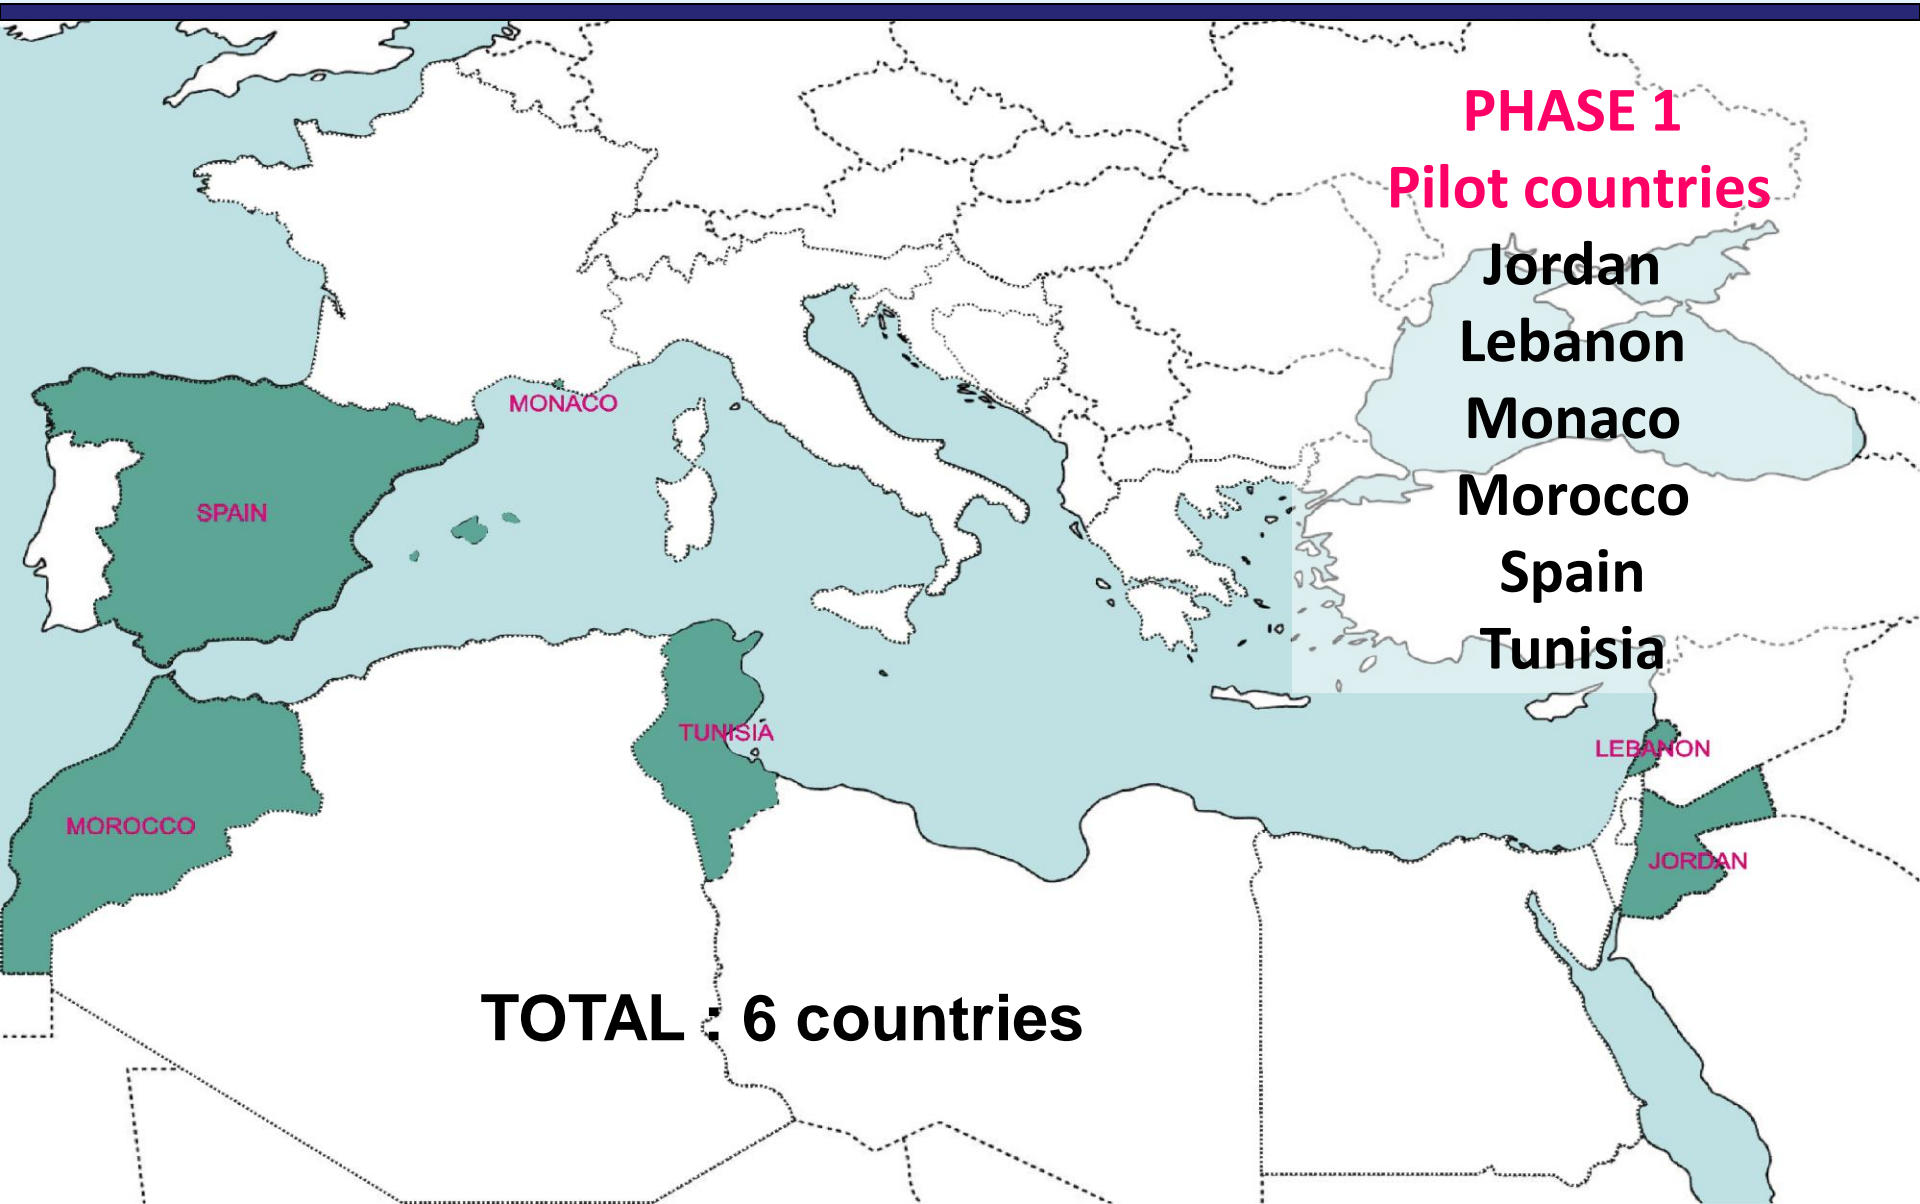 PHASE 1
Pilot countries
Jordan
Lebanon
Monaco
Morocco
Spain
Tunisia
MONACO
SPAIN
TUNISIA
LEBANON
MOROCCO
JORDAN
TOTAL : 6 countries